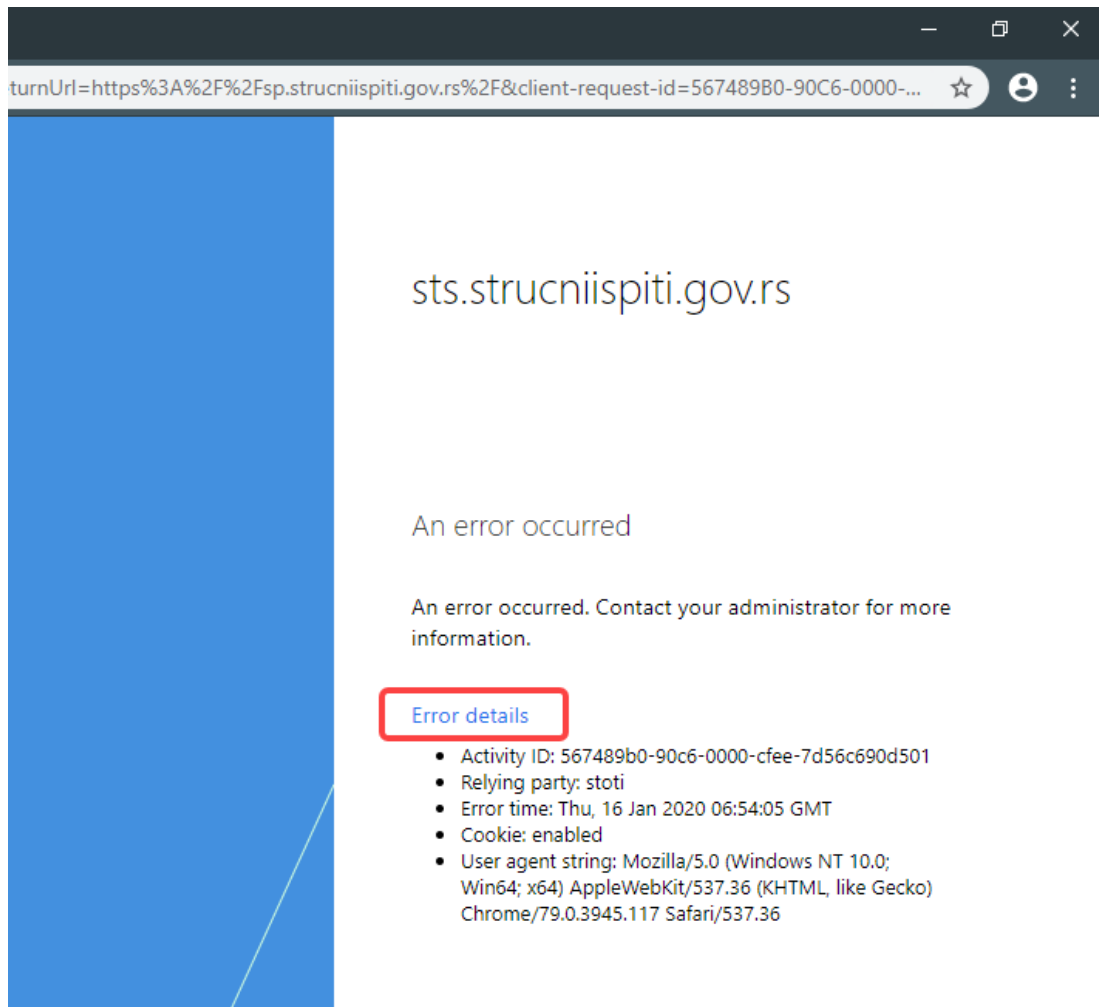 turnUrl=https%3A%2F%2Fsp.strucniispiti.gov.rs%2F&client-request-id=567489B0-90C6-0000-...
sts.strucniispiti.gov.rs
An error occurred
An error occurred. Contact your administrator for more
information.
Error details
• Activity ID: 567489b0-90c6-0000-cfee-7d56c690d501
• Relying party: stoti
• Error time: Thu, 16 Jan 2020 06:54:05 GMT
• Cookie: enabled
• User agent string: Mozilla/5.0 (Windows NT 10.0;
Win64; x64) AppleWebKit/537.36 (KHTML, like Gecko)
Chrome/79.0.3945.117 Safari/537.36